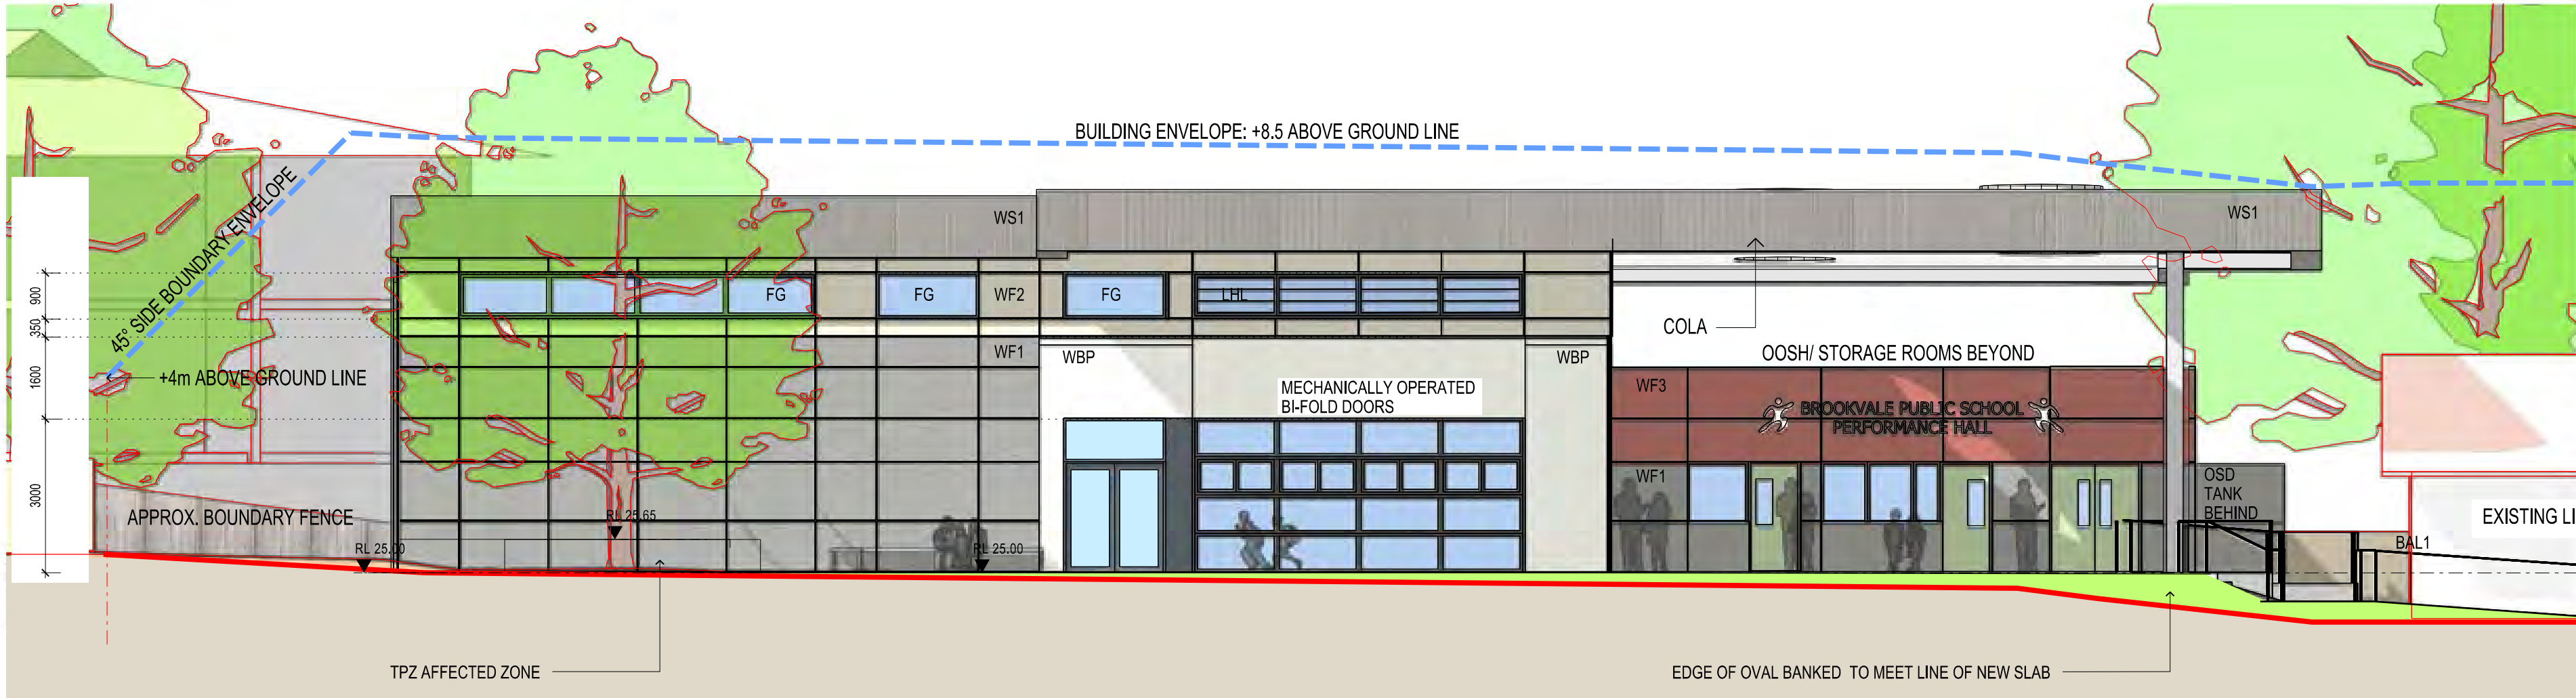 BUILDING ENVELOPE: +8.5 ABOVE GROUND LINE
45° SIDE BOUNDARY ENVELOPE
WS1
WS1
900
350
1600
3000
FG
FG
WF2
FG
LHL
COLA
OOSH/ STORAGE ROOMS BEYOND
WF1
WBP
WBP
+4m ABOVE GROUND LINE
MECHANICALLY OPERATED
BI-FOLD DOORS
WF3
BROOKVALE PUBLIC SCHOOL
PERFORMANCE HALL
WF1
OSD
TANK
BEHIND
APPROX. BOUNDARY FENCE
RL 25.65
EXISTING LI
RL 25.00
RL 25.00
BAL1
TPZ AFFECTED ZONE
EDGE OF OVAL BANKED TO MEET LINE OF NEW SLAB